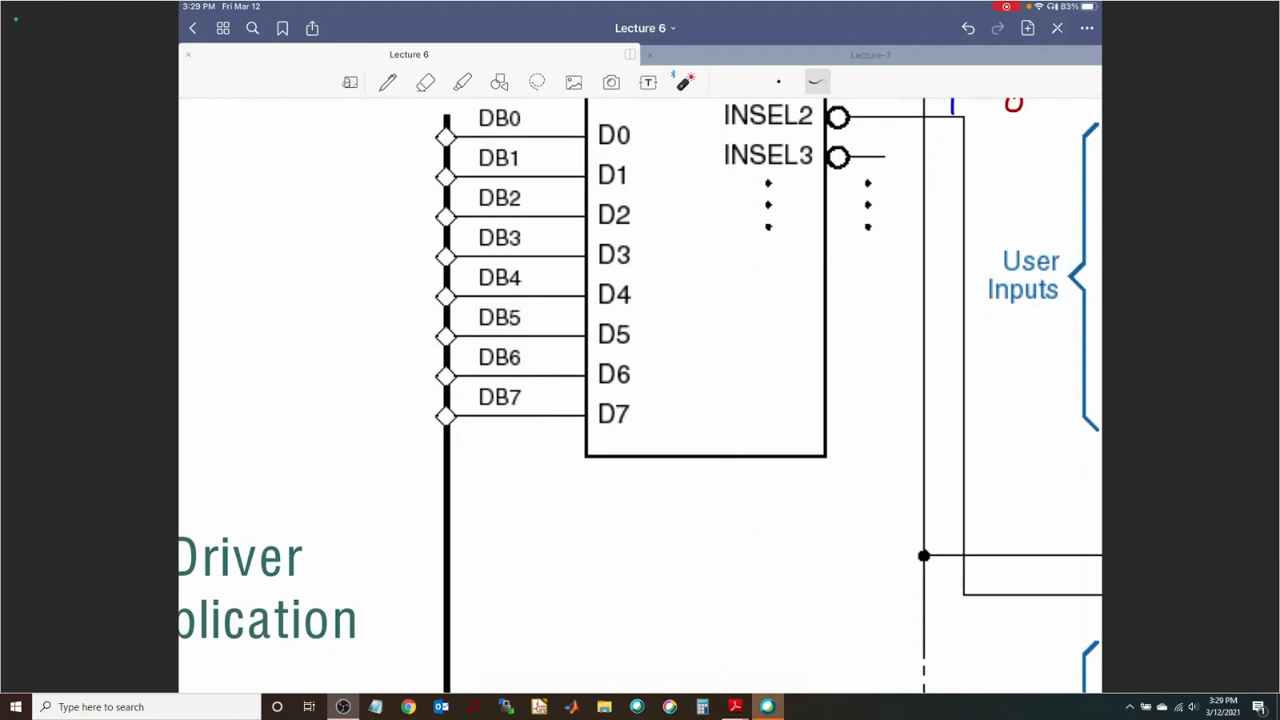 3:29 PM Fri Mar 12
83%
Lecture 6
Lecture 6
Lecture-7
T
DB0
DB1
DB2
DB3
DB4
DB5
DB6
DB7
D0
D1
D2
D3
D4
D5
D6
D7
INSEL2
INSEL3
0
User
Inputs
Driver
plication
Type here to search
3:29 PM
3/12/2021